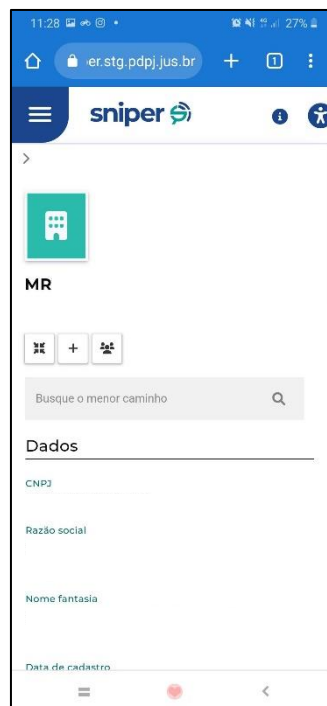 11:28 27%
er.stg.pdpj.jus.br 1
sniper
MR
Busque o menor caminho
Dados
CNPJ
Razão social
Nome fantasia
Data de cadastro